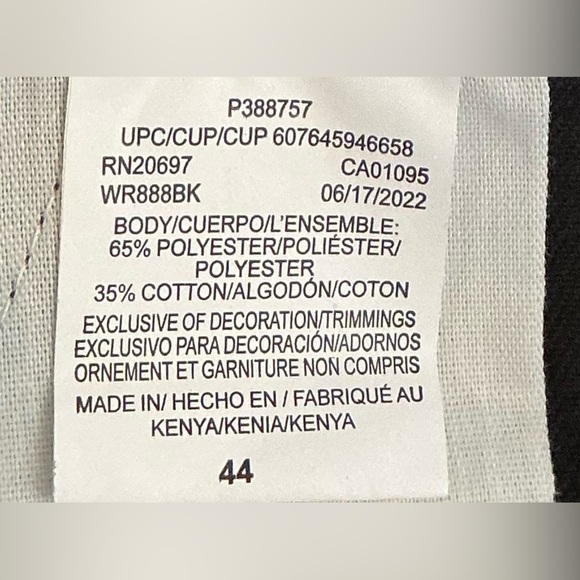 P388757
UPC/CUP/CUP 607645946658
RN20697 CA01095
WR888BK 06/17/2022
BODY/CUERPO/L'ENSEMBLE:
65% POLYESTER/POLIÉSTER/
POLYESTER
35% COTTON/ALGODÓN/COTON
EXCLUSIVE OF DECORATION/TRIMMINGS
EXCLUSIVO PARA DECORACIÓN/ADORNOS
ORNEMENT ET GARNITURE NON COMPRIS
MADE IN/ HECHO EN / FABRIQUÉ AU
KENYA/KENIA/KENYA
44